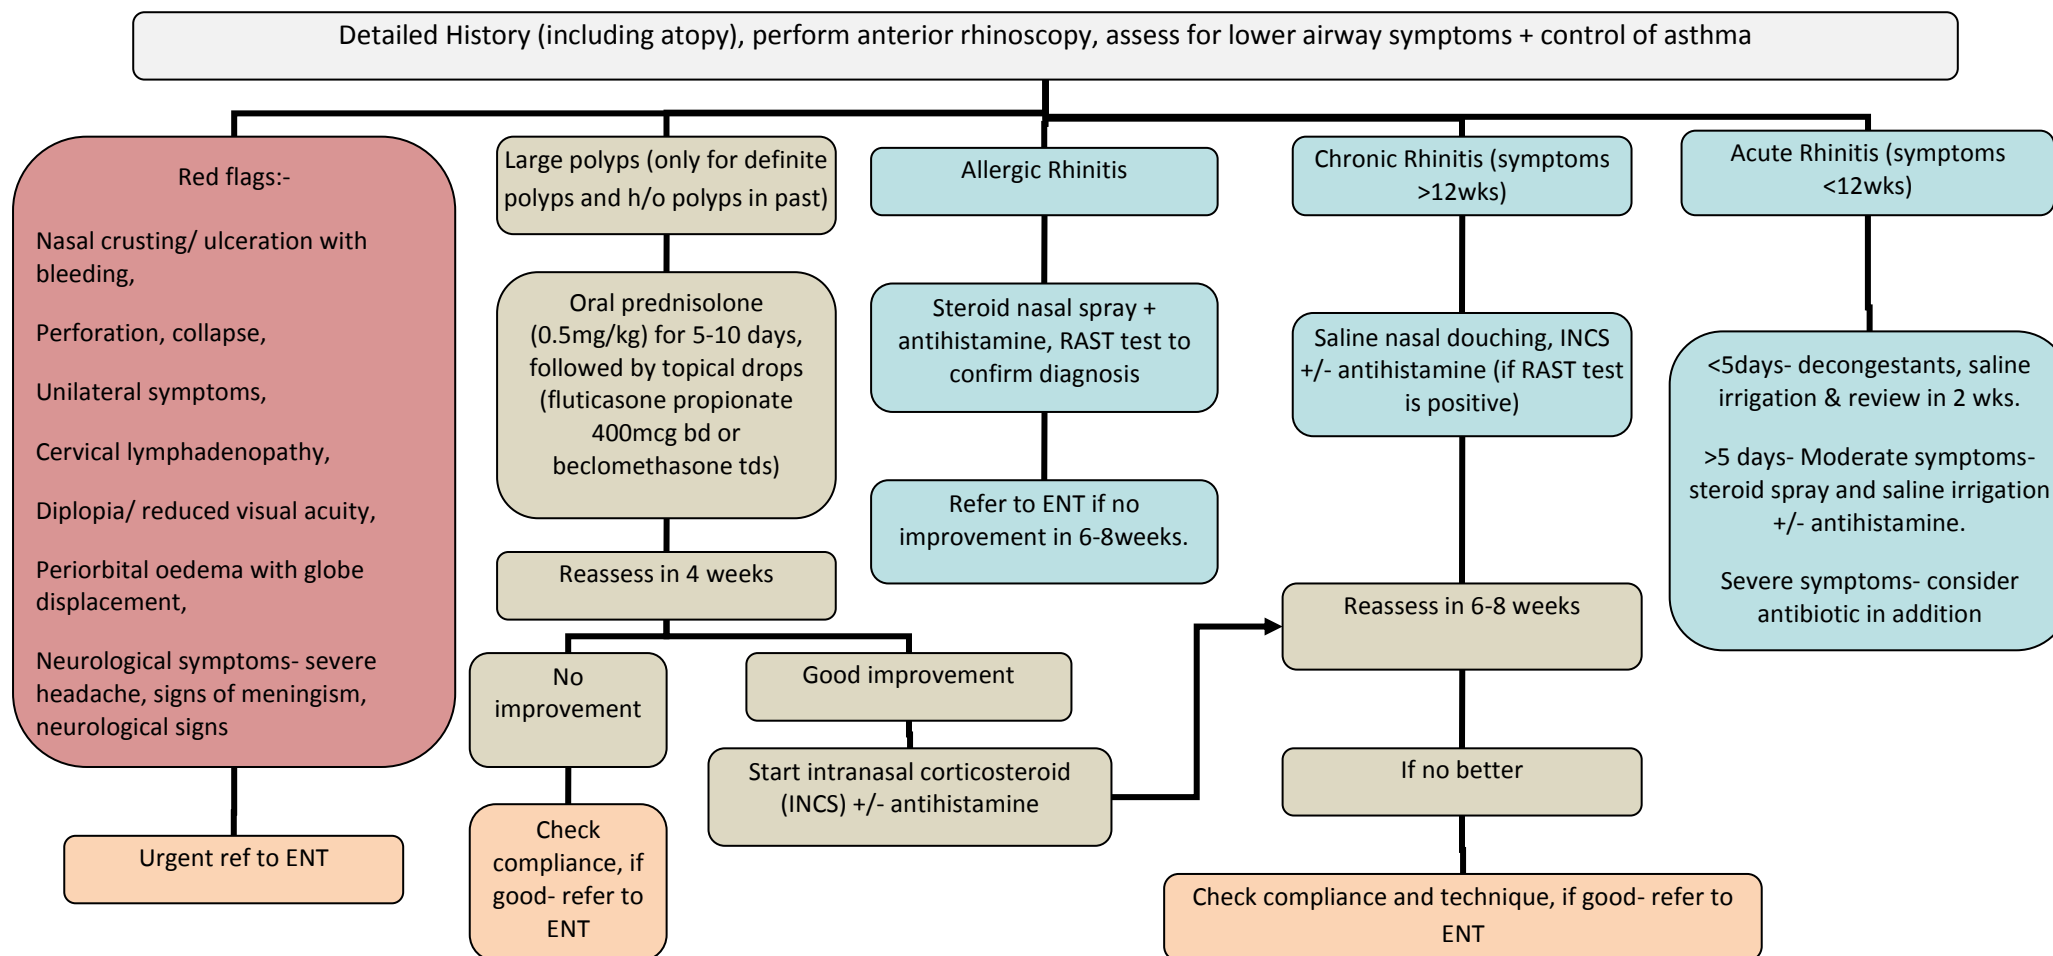 Detailed History (including atopy), perform anterior rhinoscopy, assess for lower airway symptoms + control of asthma
Red flags:-
Nasal crusting/ ulceration with
bleeding,
Perforation, collapse,
Unilateral symptoms,
Cervical lymphadenopathy,
Diplopia/ reduced visual acuity,
Periorbital oedema with globe
displacement,
Neurological symptoms- severe
headache, signs of meningism,
neurological signs
Urgent ref to ENT
Large polyps (only for definite
polyps and h/o polyps in past)
Oral prednisolone
(0.5mg/kg) for 5-10 days,
followed by topical drops
(fluticasone propionate
400mcg bd or
beclomethasone tds)
Reassess in 4 weeks
No
improvement
Check
compliance, if
good- refer to
ENT
Good improvement
Start intranasal corticosteroid
(INCS) +/- antihistamine
Allergic Rhinitis
Steroid nasal spray +
antihistamine, RAST test to
confirm diagnosis
Refer to ENT if no
improvement in 6-8weeks.
Chronic Rhinitis (symptoms
>12wks)
Saline nasal douching, INCS
+/- antihistamine (if RAST test
is positive)
Reassess in 6-8 weeks
If no better
Check compliance and technique, if good- refer to
ENT
Acute Rhinitis (symptoms
<12wks)
<5days- decongestants, saline
irrigation & review in 2 wks.
>5 days- Moderate symptoms-
steroid spray and saline irrigation
+/- antihistamine.
Severe symptoms- consider
antibiotic in addition